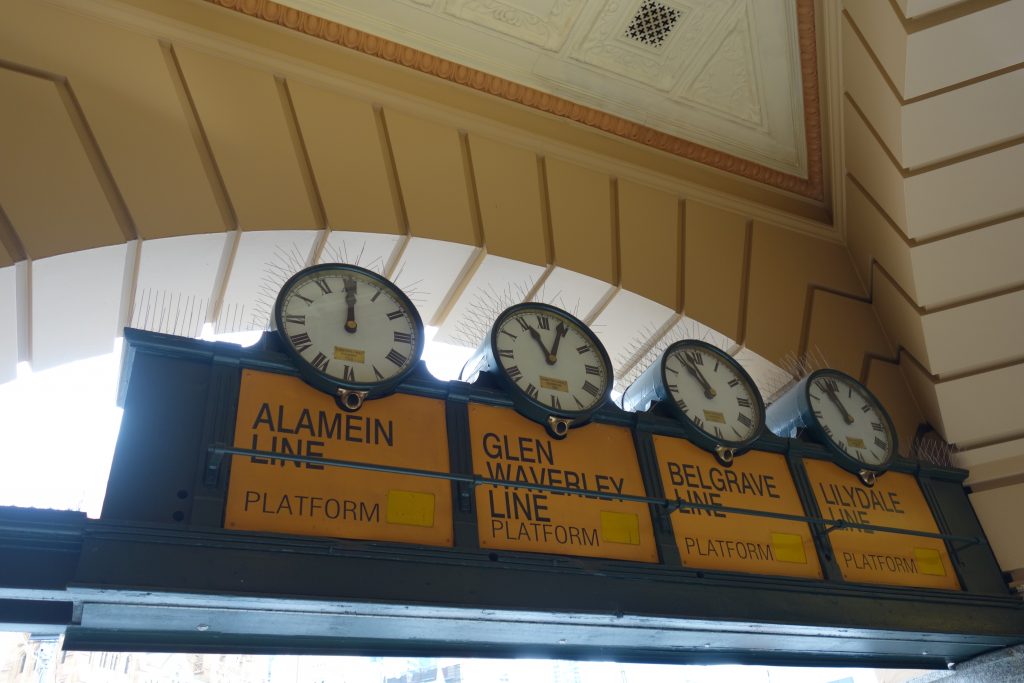 ALAMEIN
LINE
PLATFORM
GLEN
WAVERLEY
LINE
PLATFORM
BELGRAVE
LINE
PLATFORM
LILYDALE
LINE
PLATFORM